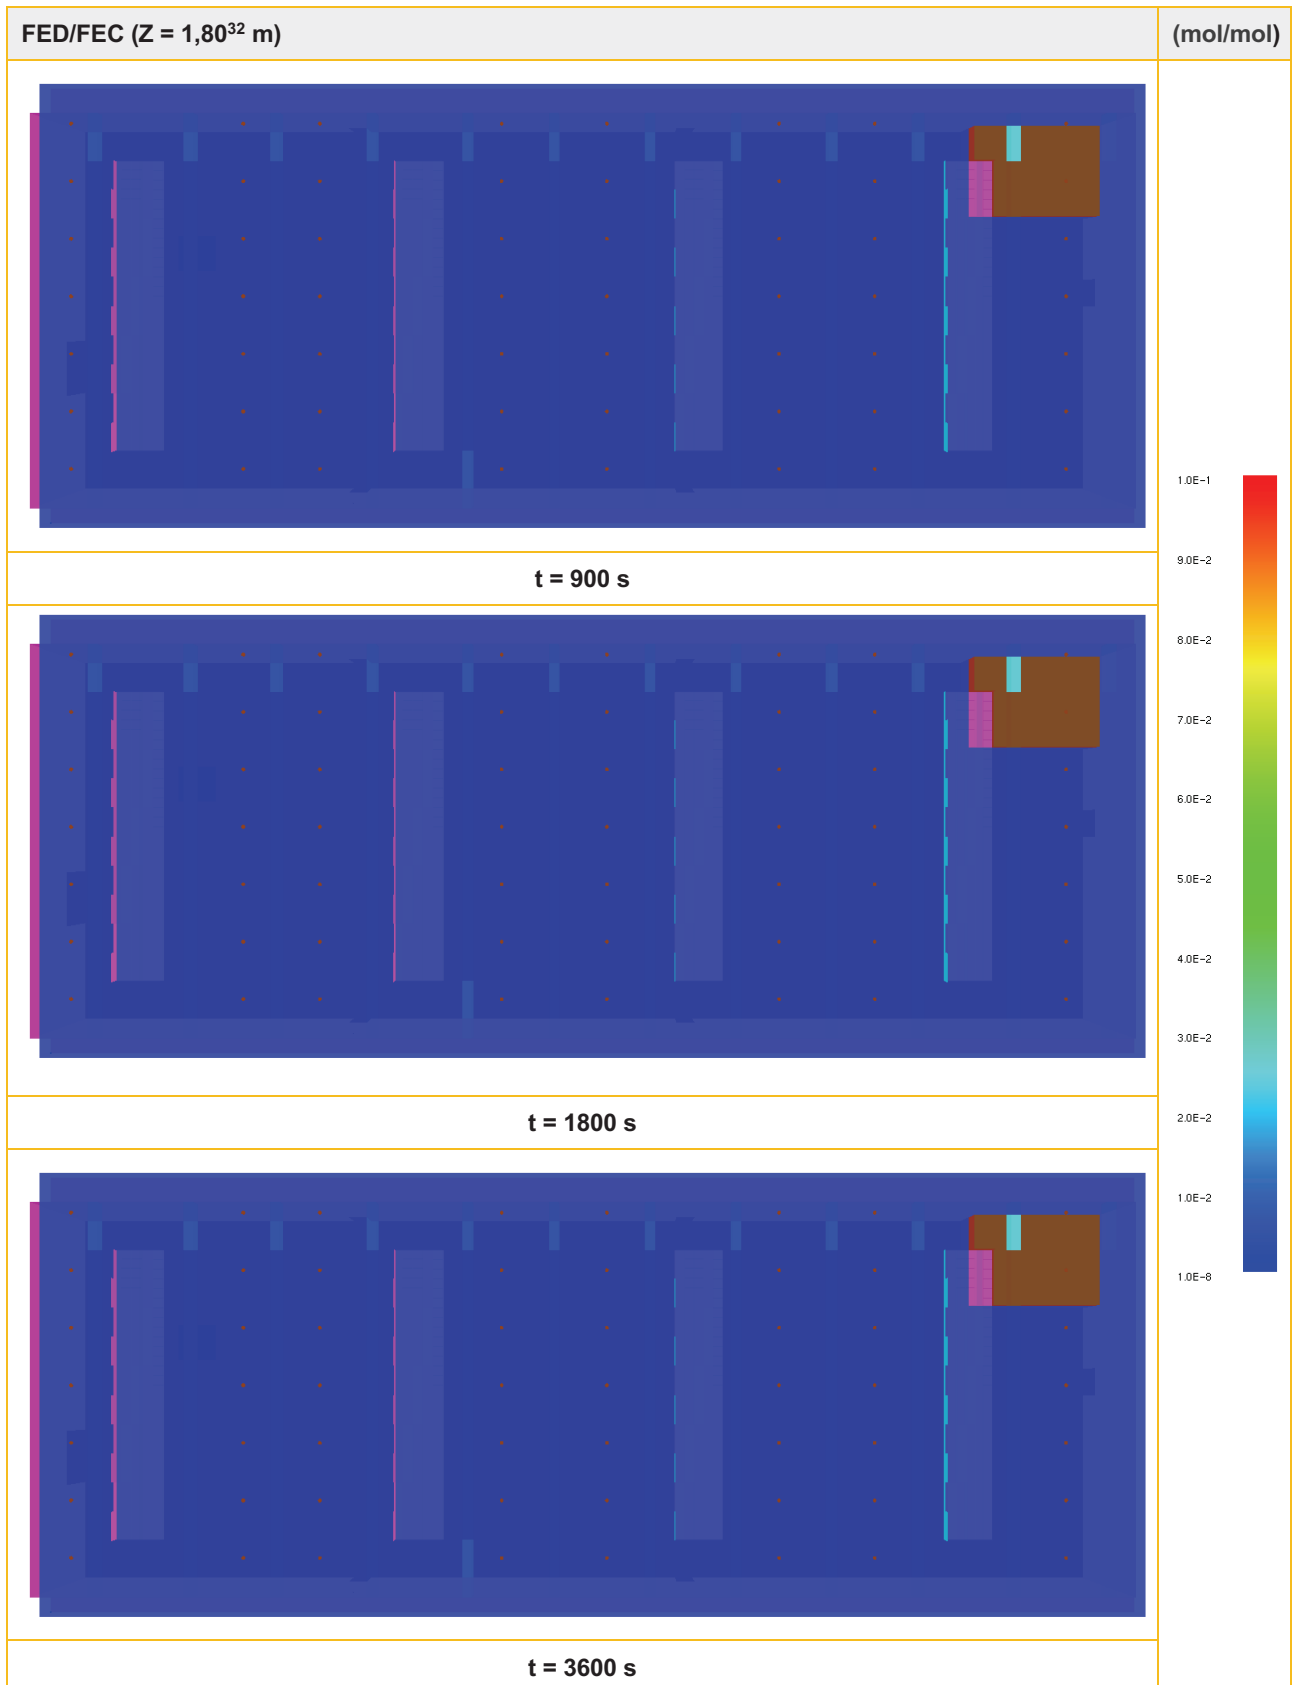 FED/FEC (Z = 1,80³² m)
(mol/mol)
t = 900 s
t = 1800 s
t = 3600 s
1.0E-1
9.0E-2
8.0E-2
7.0E-2
6.0E-2
5.0E-2
4.0E-2
3.0E-2
2.0E-2
1.0E-2
1.0E-8